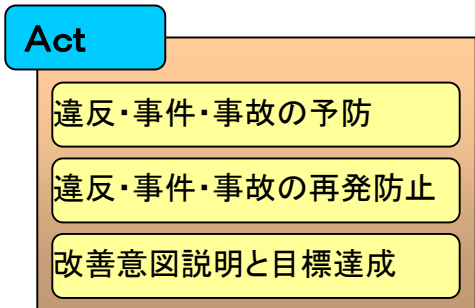 Act
違反・事件・事故の予防
違反・事件・事故の再発防止
改善意図説明と目標達成